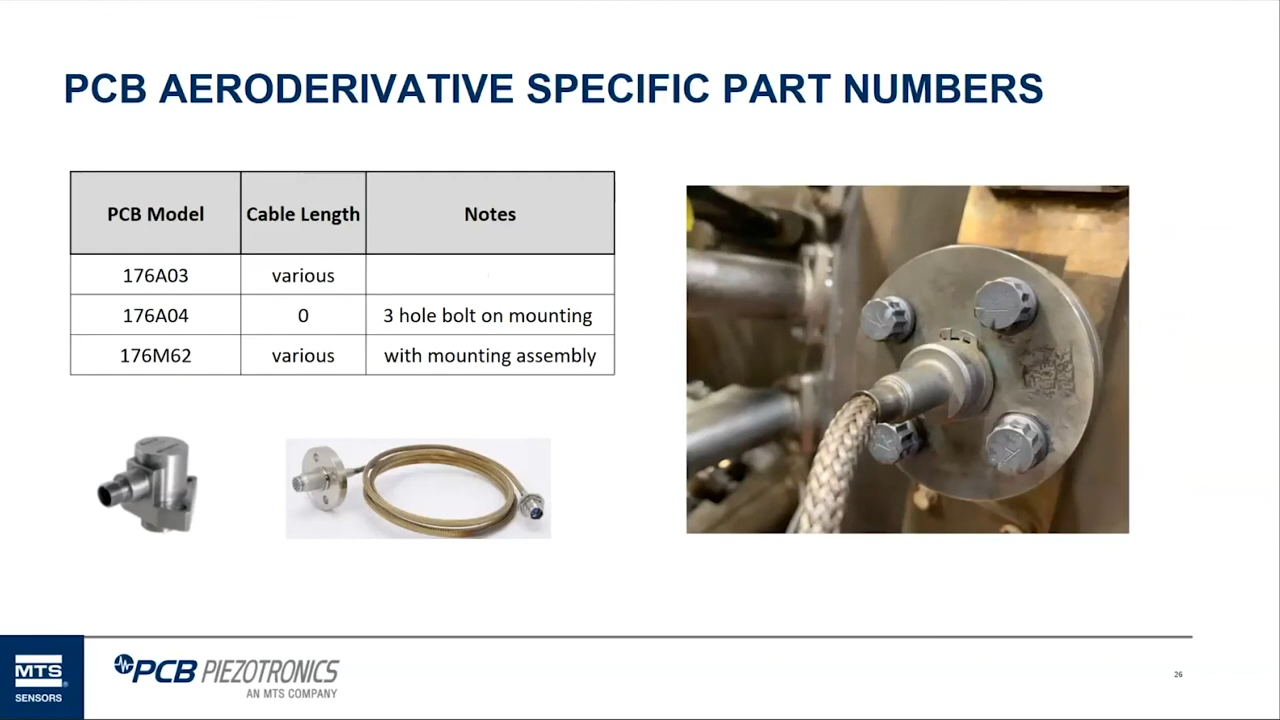 PCB AERODERIVATIVE SPECIFIC PART NUMBERS
PCB Model Cable Length Notes
176A03 various
176A04 0 3 hole bolt on mounting
176M62 various with mounting assembly
MTS
SENSORS
PCB PIEZOTRONICS
AN MTS COMPANY
26